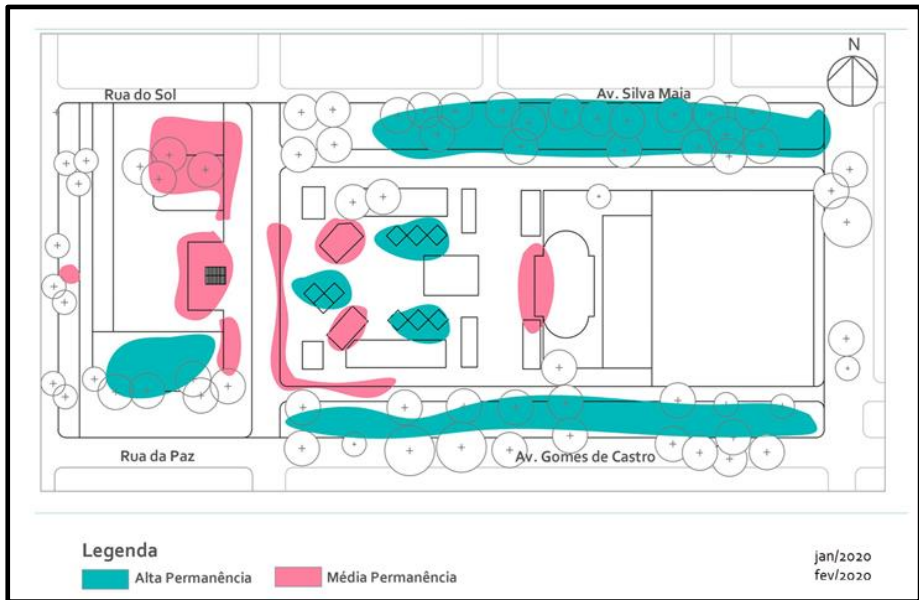 N
Rua do Sol
Av. Silva Maia
Rua da Paz
Av. Gomes de Castro
Legenda
Alta Permanência
Média Permanência
jan/2020
fev/2020